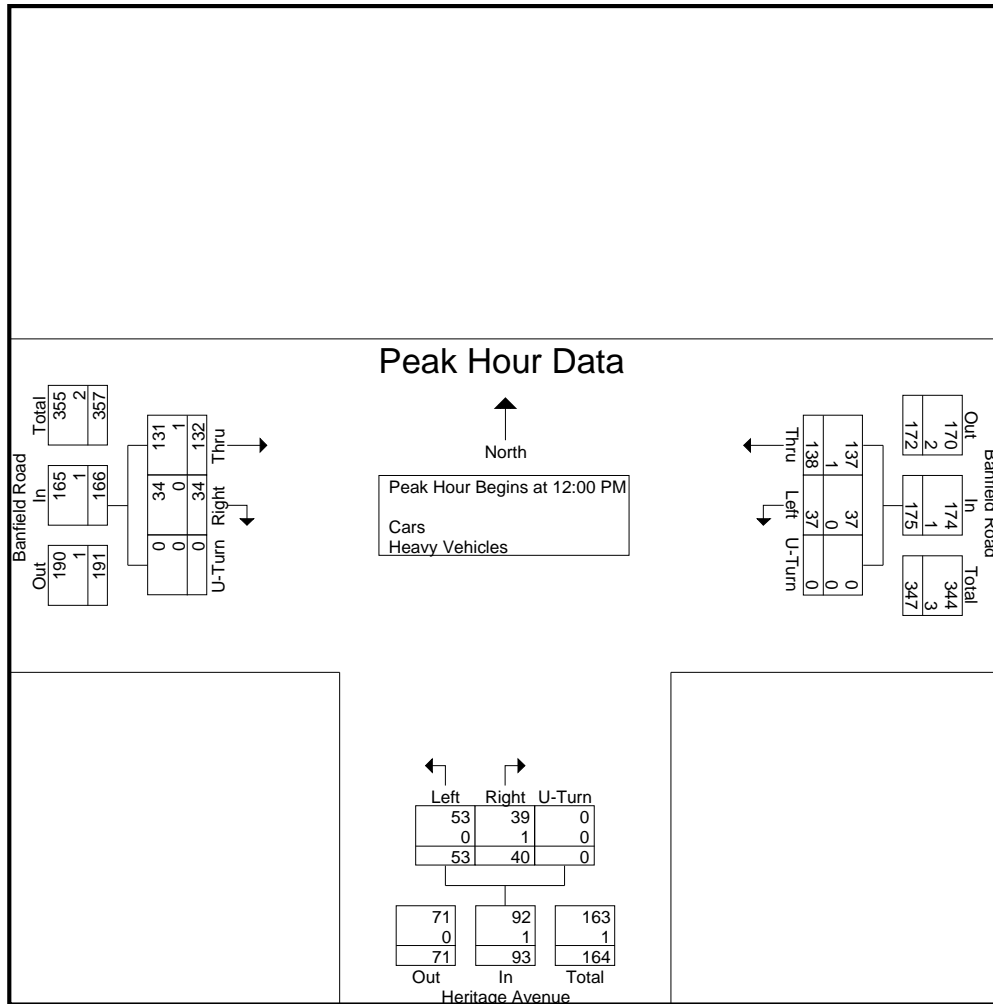 Peak Hour Data
North
Peak Hour Begins at 12:00 PM
Cars
Heavy Vehicles
Banfield Road
Total
355
2
357
In
165
1
166
Out
190
1
191
Thru
131
1
132
Right
34
0
34
U-Turn
0
0
0
Banfield Road
Out
170
2
172
In
174
1
175
Total
344
3
347
Thru
137
1
138
Left
37
0
37
U-Turn
0
0
0
Left Right U-Turn
53 39 0
0 1 0
53 40 0
71 92 163
0 1 1
71 93 164
Out In Total
Heritage Avenue